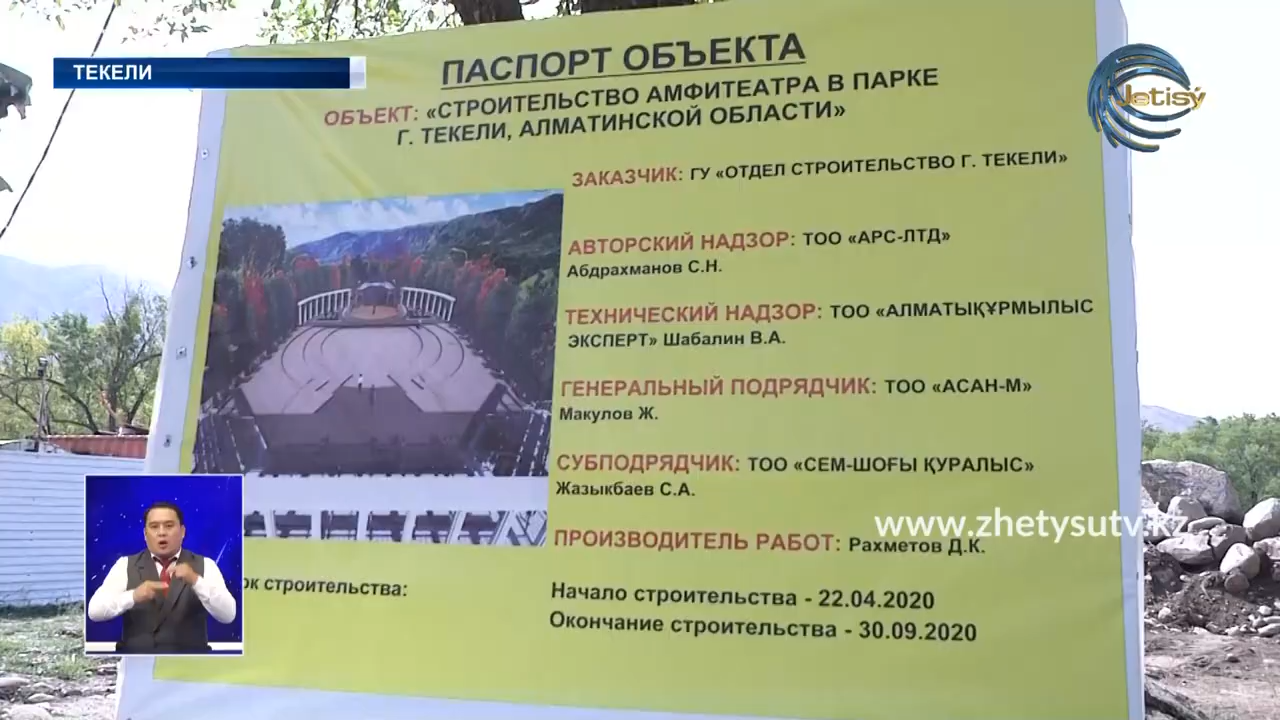 ТЕКЕЛИ
Jetisý
ПАСПОРТ ОБЪЕКТА
ОБЪЕКТ: «СТРОИТЕЛЬСТВО АМФИТЕАТРА В ПАРКЕ
Г. ТЕКЕЛИ, АЛМАТИНСКОЙ ОБЛАСТИ»
ЗАКАЗЧИК: ГУ «ОТДЕЛ СТРОИТЕЛЬСТВО Г. ТЕКЕЛИ»
АВТОРСКИЙ НАДЗОР: ТОО «АРС-ЛТД»
Абдрахманов С.Н.
ТЕХНИЧЕСКИЙ НАДЗОР: ТОО «АЛМАТЫҚҰРМЫЛЫС
ЭКСПЕРТ» Шабалин В.А.
ГЕНЕРАЛЬНЫЙ ПОДРЯДЧИК: ТОО «АСАН-М»
Макулов Ж.
СУБПОДРЯДЧИК: ТОО «СЕМ-ШОҒЫ ҚУРАЛЫС»
Жазыкбаев С.А.
www.zhetysutv.kz
ПРОИЗВОДИТЕЛЬ РАБОТ: Рахметов Д.К.
строительства:
Начало строительства - 22.04.2020
Окончание строительства - 30.09.2020